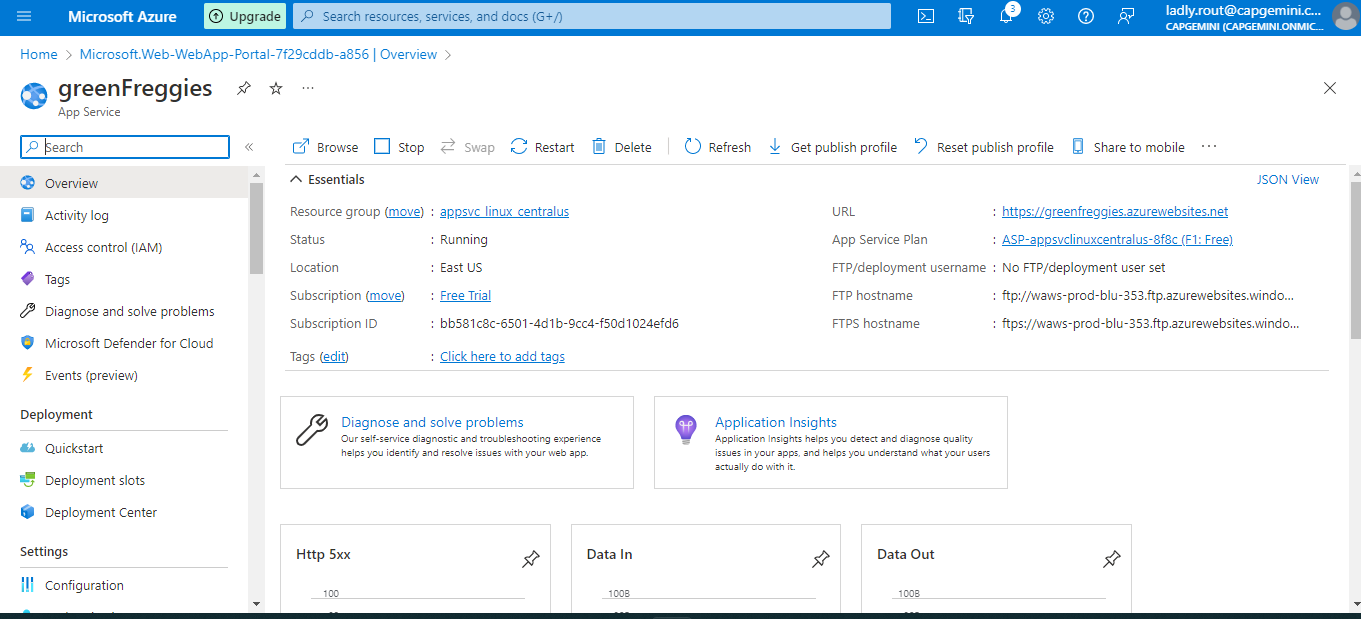 Microsoft Azure
Upgrade
Search resources, services, and docs (G+/)
3
ladly.rout@capgemini.c...
CAPGEMINI (CAPGEMINI.ONMIC...
Home > Microsoft.Web-WebApp-Portal-7f29cddb-a856 | Overview >
greenFreggies
...
App Service
Search
«
Browse
Stop
Swap
Restart
Delete
Refresh
Get publish profile
Reset publish profile
Share to mobile
...
Overview
Activity log
Access control (IAM)
Tags
Diagnose and solve problems
Microsoft Defender for Cloud
Events (preview)
Deployment
Quickstart
Deployment slots
Deployment Center
Settings
Configuration
Essentials
JSON View
Resource group (move) : appsvc_linux_centralus
Status : Running
Location : East US
Subscription (move) : Free Trial
Subscription ID : bb581c8c-6501-4d1b-9cc4-f50d1024efd6
Tags (edit) : Click here to add tags
URL : https://greenfreggies.azurewebsites.net
App Service Plan : ASP-appsvclinuxcentralus-8f8c (F1: Free)
FTP/deployment username : No FTP/deployment user set
FTP hostname : ftp://waws-prod-blu-353.ftp.azurewebsites.windo...
FTPS hostname : ftps://waws-prod-blu-353.ftp.azurewebsites.windo...
Diagnose and solve problems
Our self-service diagnostic and troubleshooting experience
helps you identify and resolve issues with your web app.
Application Insights
Application Insights helps you detect and diagnose quality
issues in your apps, and helps you understand what your users
actually do with it.
Http 5xx
100
Data In
100B
Data Out
100B